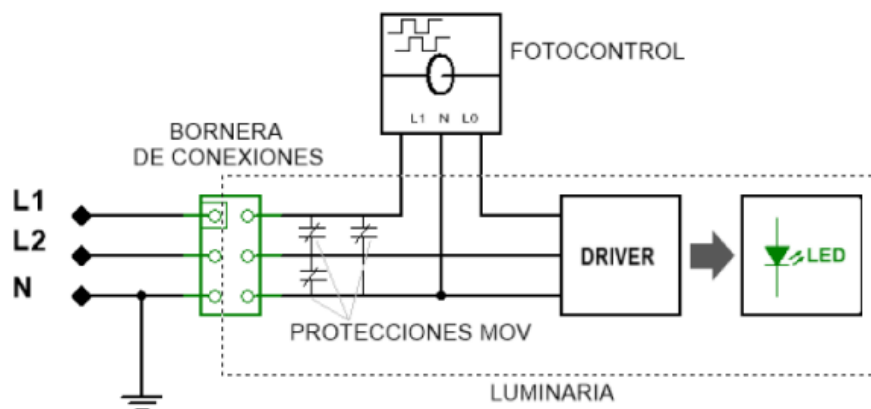 FOTOCONTROL
L1 N L0
BORNERA
DE CONEXIONES
L1
L2
N
DRIVER
LED
PROTECCIONES MOV
LUMINARIA